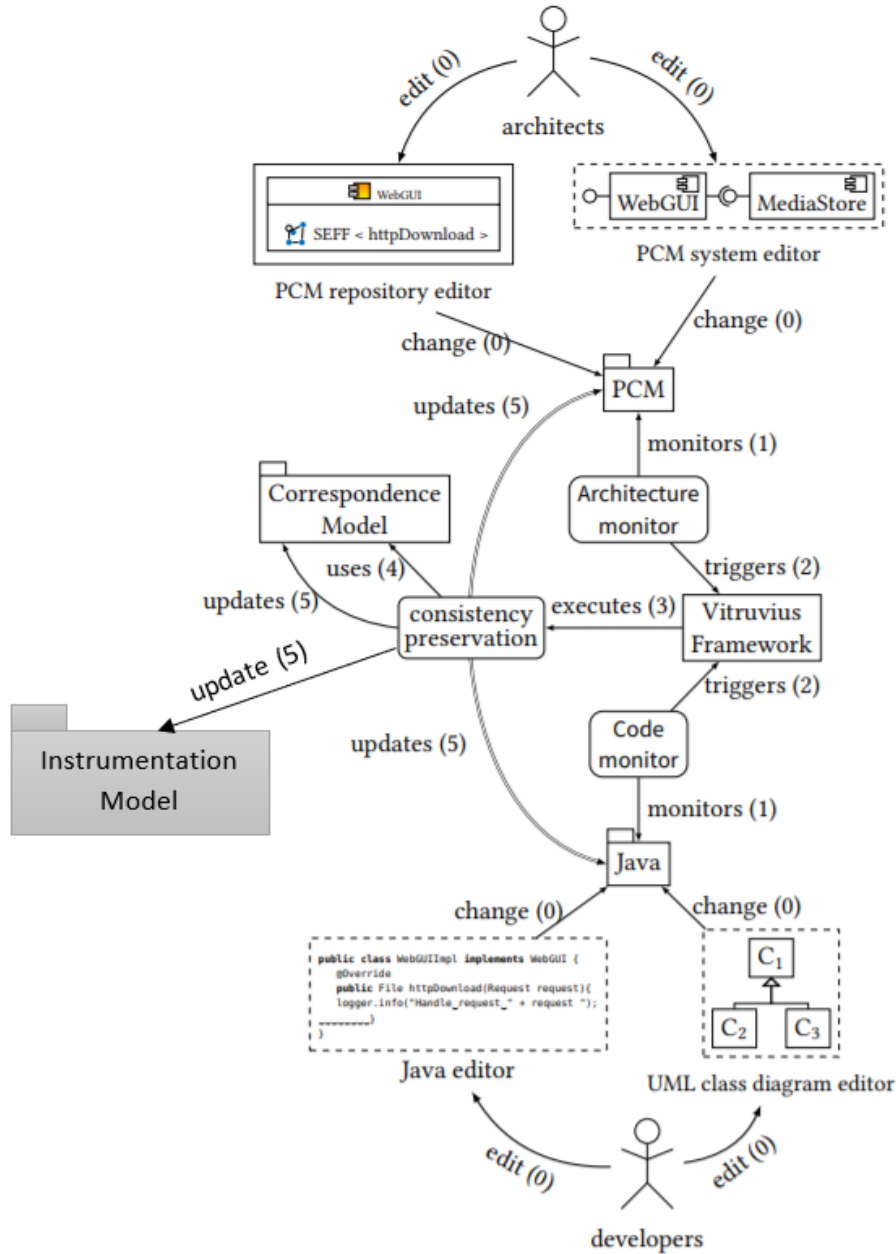 edit (0)
edit (0)
architects
WebGUI
SEFF < httpDownload >
WebGUI
MediaStore
PCM repository editor
PCM system editor
change (0)
change (0)
PCM
updates (5)
monitors (1)
Correspondence
Model
Architecture
monitor
uses (4)
triggers (2)
updates (5)
executes (3)
consistency
preservation
Vitruvius
Framework
update (5)
triggers (2)
Instrumentation
Model
updates (5)
Code
monitor
monitors (1)
Java
change (0)
change (0)
public class WebGUIImpl implements WebGUI {
@Override
public File httpDownload(Request request){
logger.info("Handle_request_" + request ");
________}
}
C1
C2
C3
Java editor
UML class diagram editor
edit (0)
edit (0)
developers